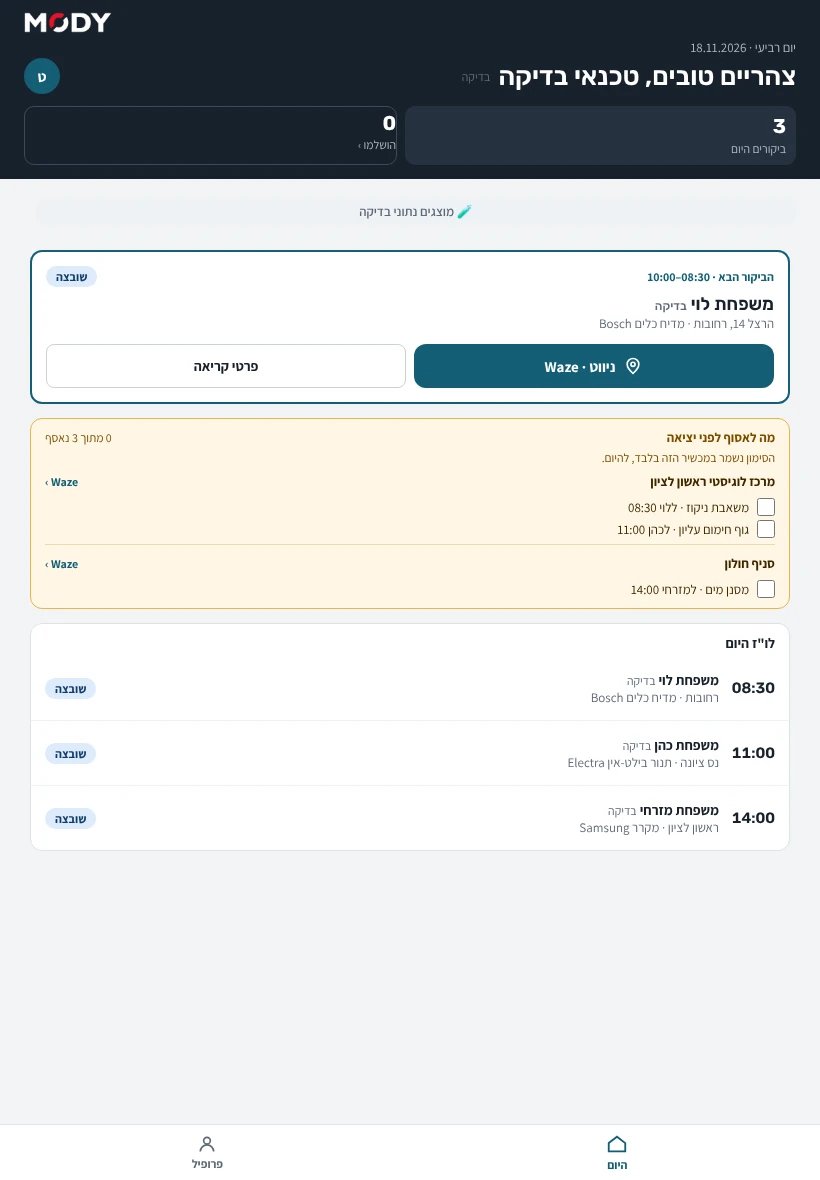 MODY
יום רביעי · 18.11.2026
צהריים טובים, טכנאי בדיקה בדיקה
ט
3
ביקורים היום
0
הושלמו ›
🧪 מוצגים נתוני בדיקה
הביקור הבא · 08:30–10:00
שובצה
משפחת לוי בדיקה
הרצל 14, רחובות · מדיח כלים Bosch
ניווט · Waze
פרטי קריאה
מה לאסוף לפני יציאה
0 מתוך 3 נאסף
הסימון נשמר במכשיר הזה בלבד, להיום.
מרכז לוגיסטי ראשון לציון
Waze ›
משאבת ניקוז · ללוי 08:30
גוף חימום עליון · לכהן 11:00
סניף חולון
Waze ›
מסנן מים · למזרחי 14:00
לו"ז היום
08:30
משפחת לוי בדיקה
רחובות · מדיח כלים Bosch
שובצה
11:00
משפחת כהן בדיקה
נס ציונה · תנור בילט-אין Electra
שובצה
14:00
משפחת מזרחי בדיקה
ראשון לציון · מקרר Samsung
שובצה
היום
פרופיל